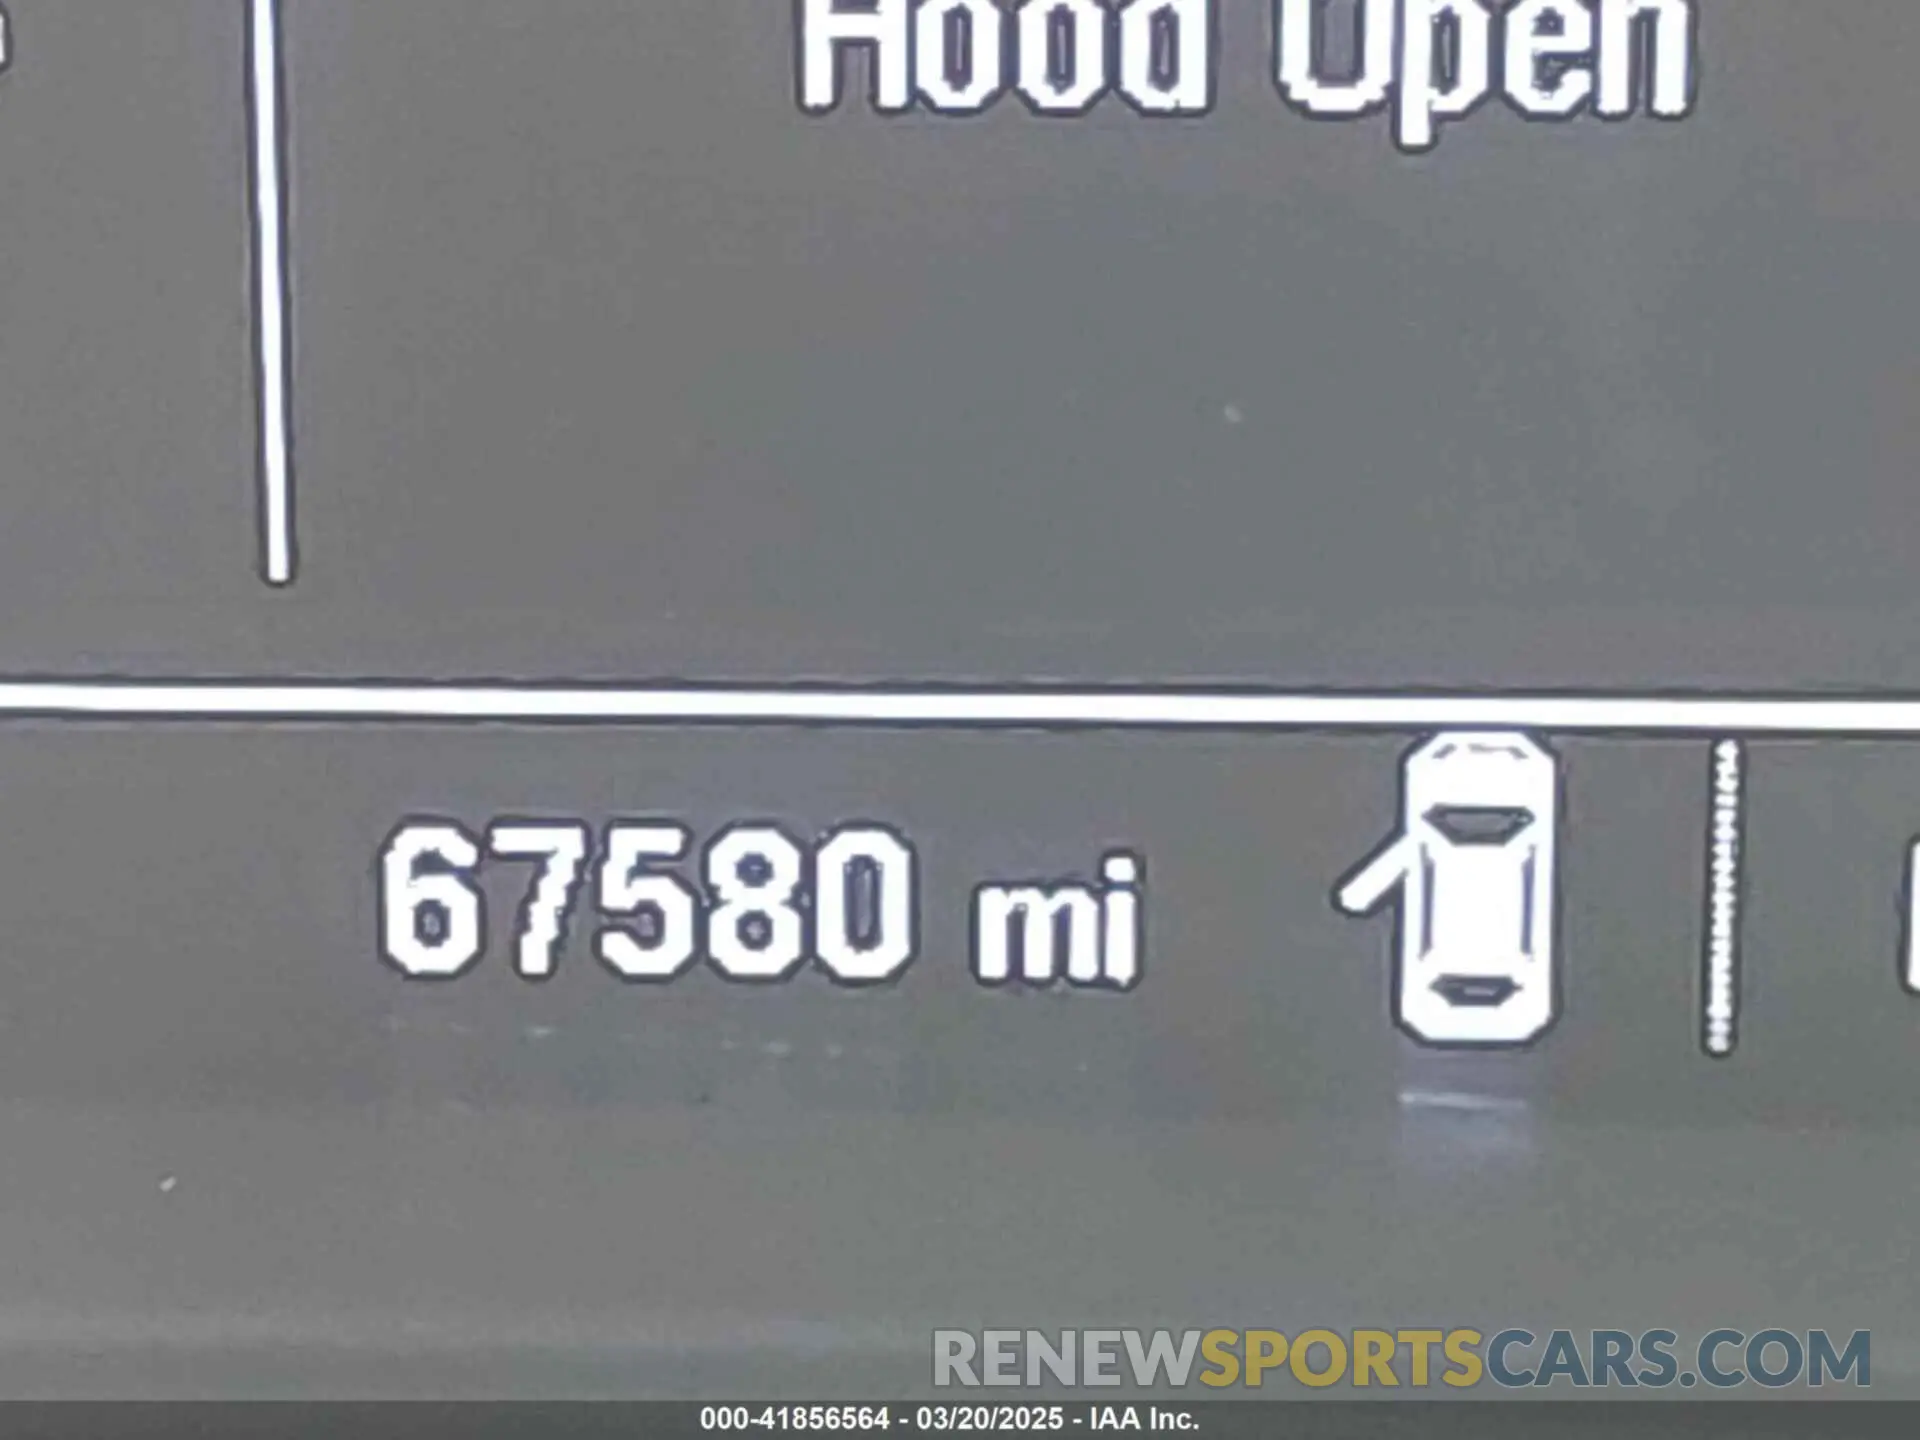 Hood Open
67580 mi
RENEWSPORTSCARS.COM
000-41856564 - 03/20/2025 - IAA Inc.